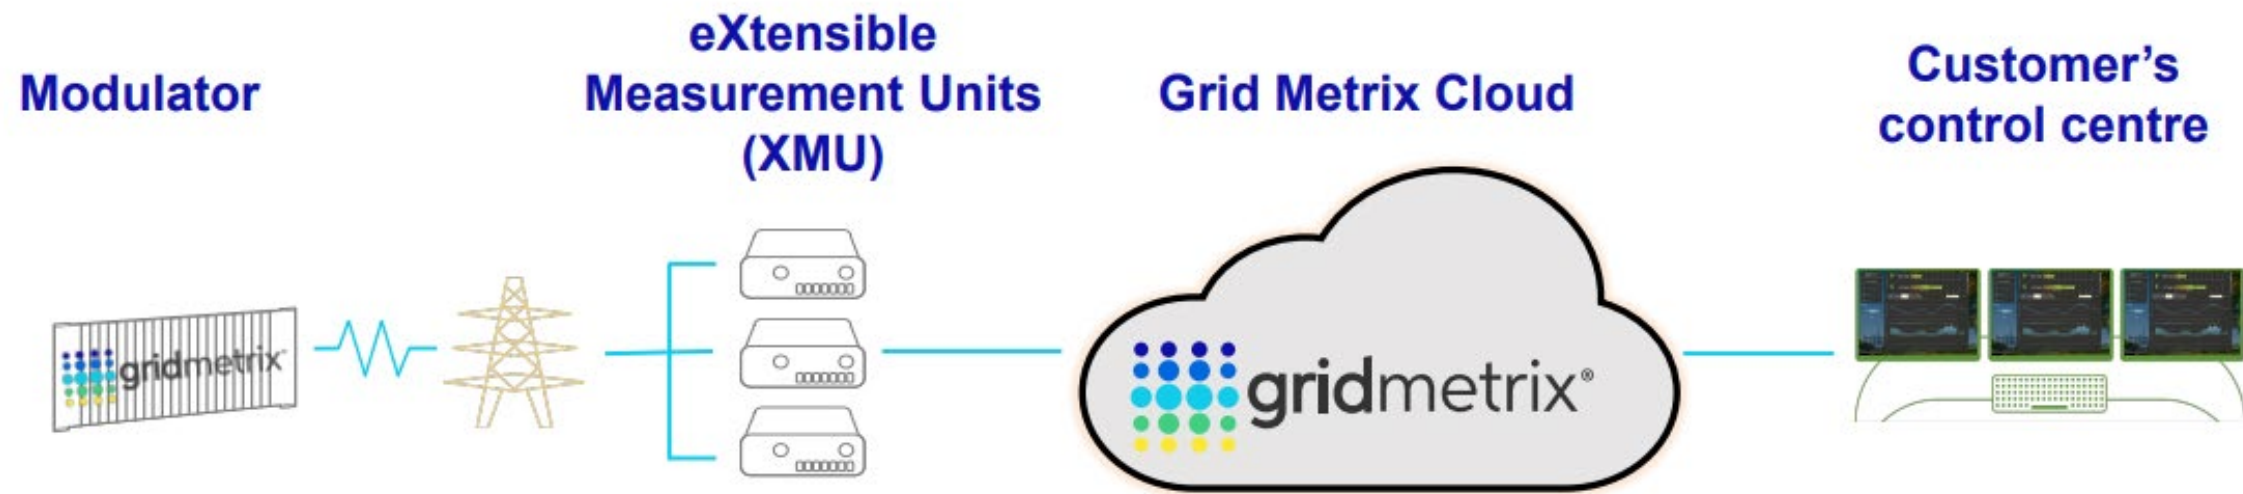 Modulator
eXtensible
Measurement Units
(XMU)
Grid Metrix Cloud
Customer's
control centre
gridmetrix
gridmetrix®